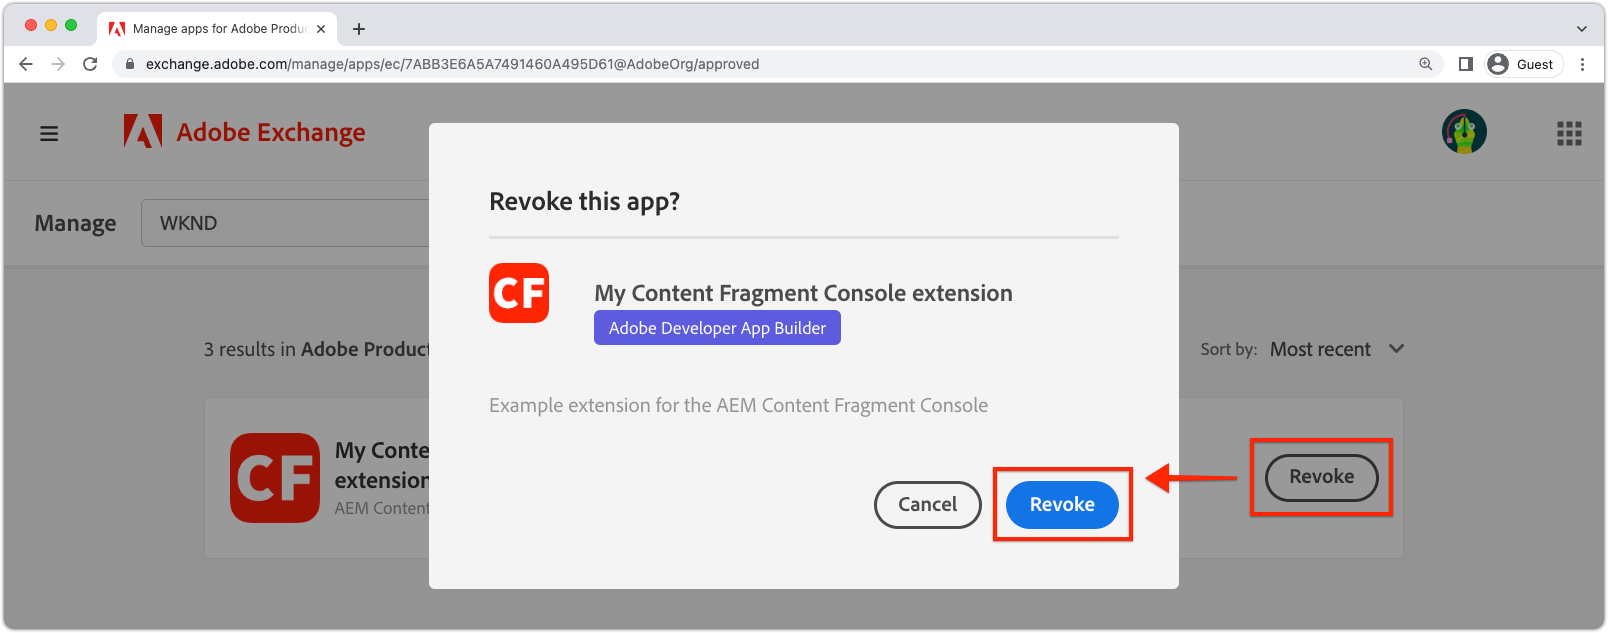 Manage apps for Adobe Produ
exchange.adobe.com/manage/apps/ec/7ABB3E6A5A7491460A495D61@AdobeOrg/approved
Guest
Adobe Exchange
Manage
WKND
3 results in Adobe Product
Sort by: Most recent
CF
My Conte
extension
AEM Content
Revoke
Revoke this app?
CF
My Content Fragment Console extension
Adobe Developer App Builder
Example extension for the AEM Content Fragment Console
Cancel
Revoke